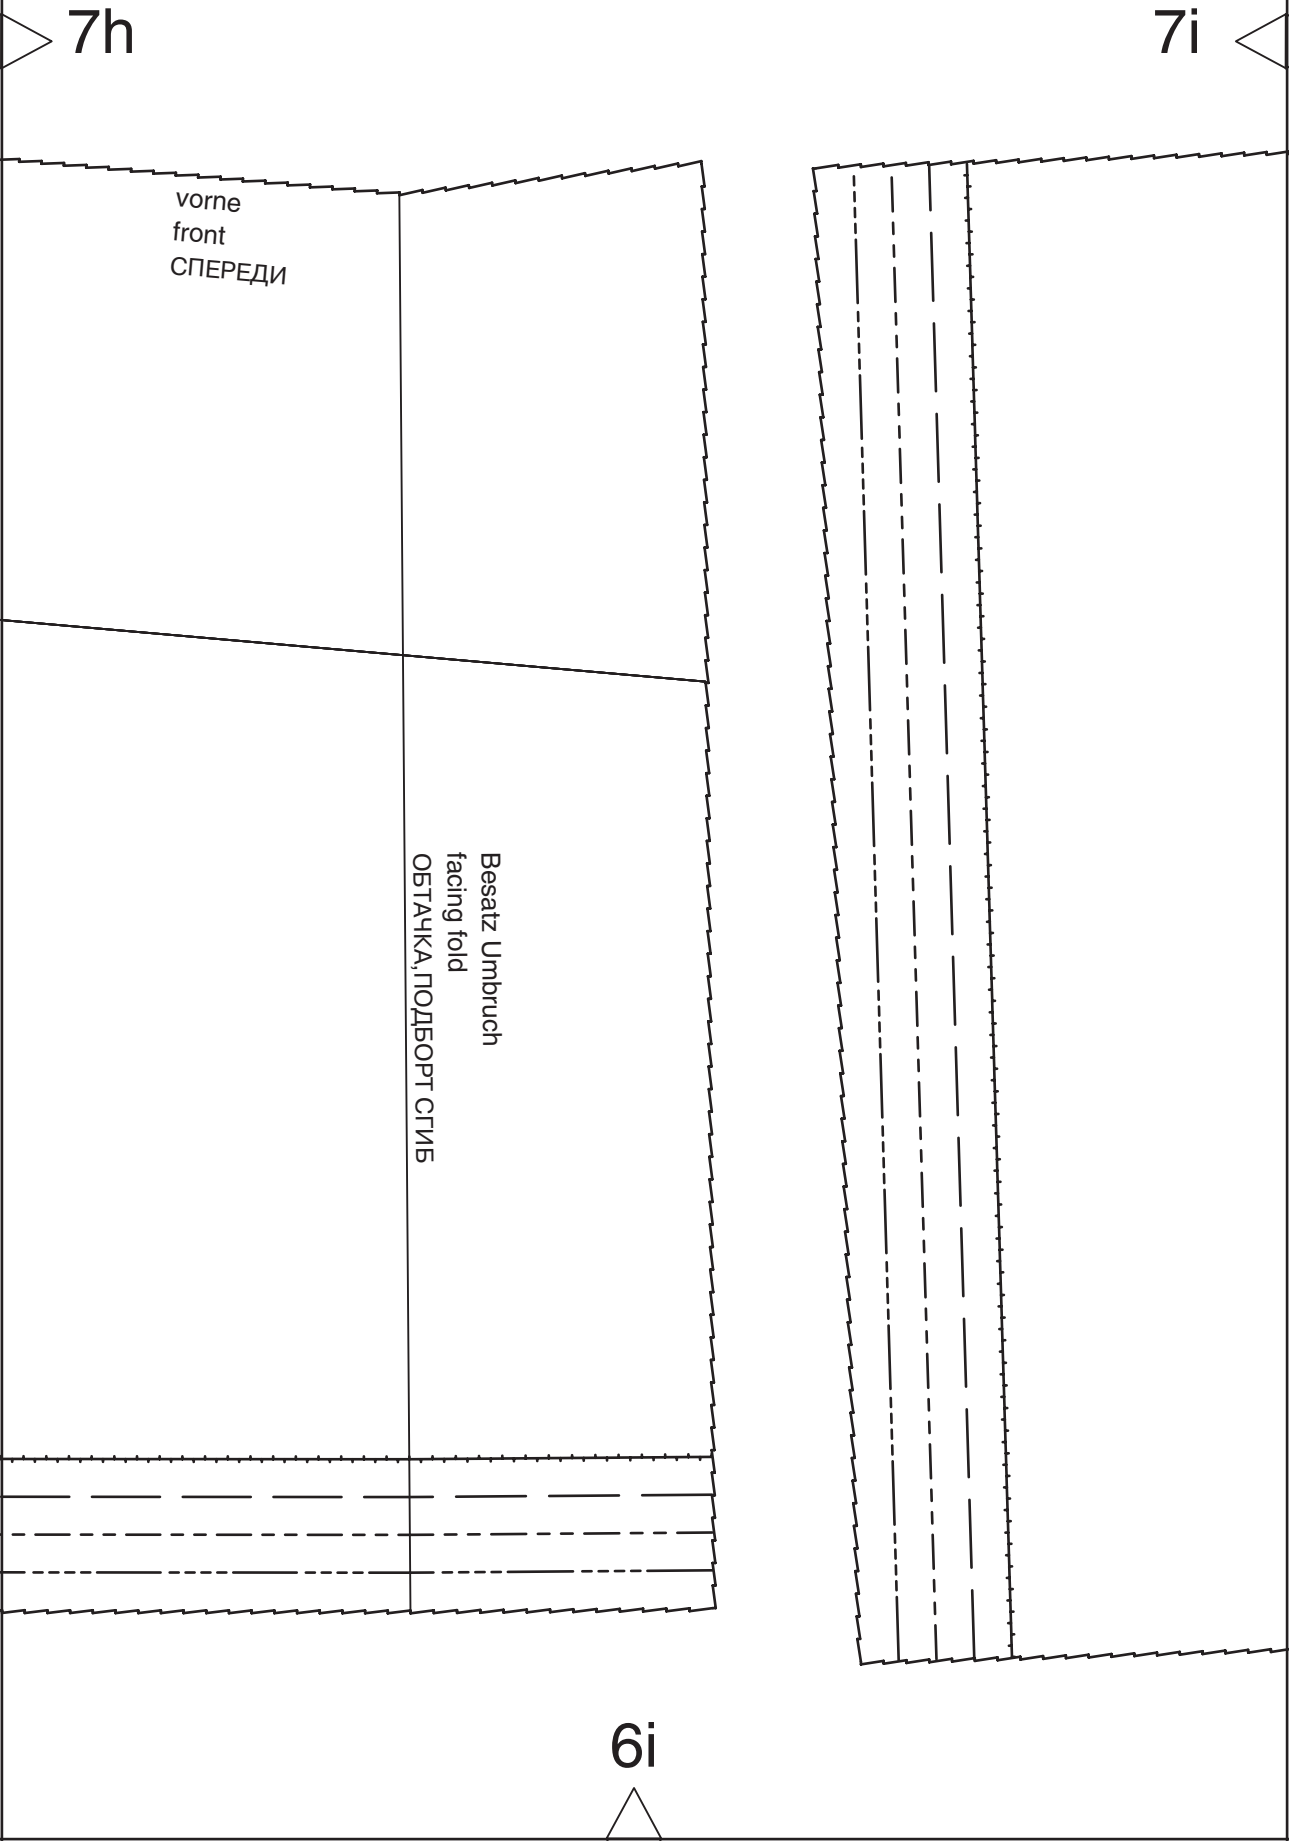 7h
7i
vorne
front
СПЕРЕДИ
Besatz Umbruch
facing fold
ОБТАЧКА,ПОДБОРТ СГИБ
6i